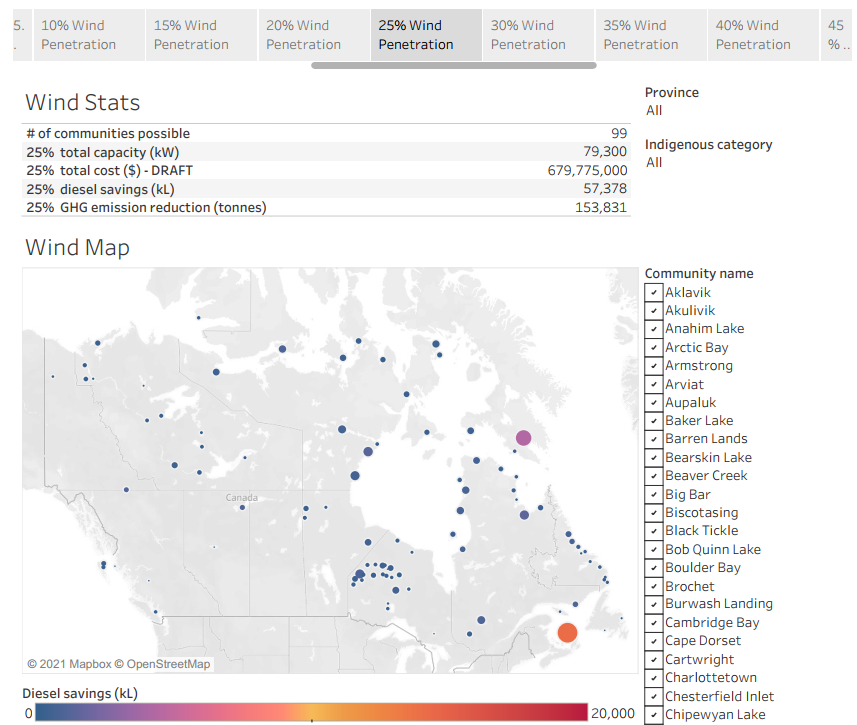 5.
..
10% Wind
Penetration
15% Wind
Penetration
20% Wind
Penetration
25% Wind
Penetration
30% Wind
Penetration
35% Wind
Penetration
40% Wind
Penetration
45
% ..
Wind Stats
# of communities possible 99
25% total capacity (kW) 79,300
25% total cost ($) - DRAFT 679,775,000
25% diesel savings (kL) 57,378
25% GHG emission reduction (tonnes) 153,831
Province
All
Indigenous category
All
Wind Map
Canada
© 2021 Mapbox © OpenStreetMap
Community name
Aklavik
Akulivik
Anahim Lake
Arctic Bay
Armstrong
Arviat
Aupaluk
Baker Lake
Barren Lands
Bearskin Lake
Beaver Creek
Big Bar
Biscotasing
Black Tickle
Bob Quinn Lake
Boulder Bay
Brochet
Burwash Landing
Cambridge Bay
Cape Dorset
Cartwright
Charlottetown
Chesterfield Inlet
Chipewyan Lake
Diesel savings (kL)
0 20,000